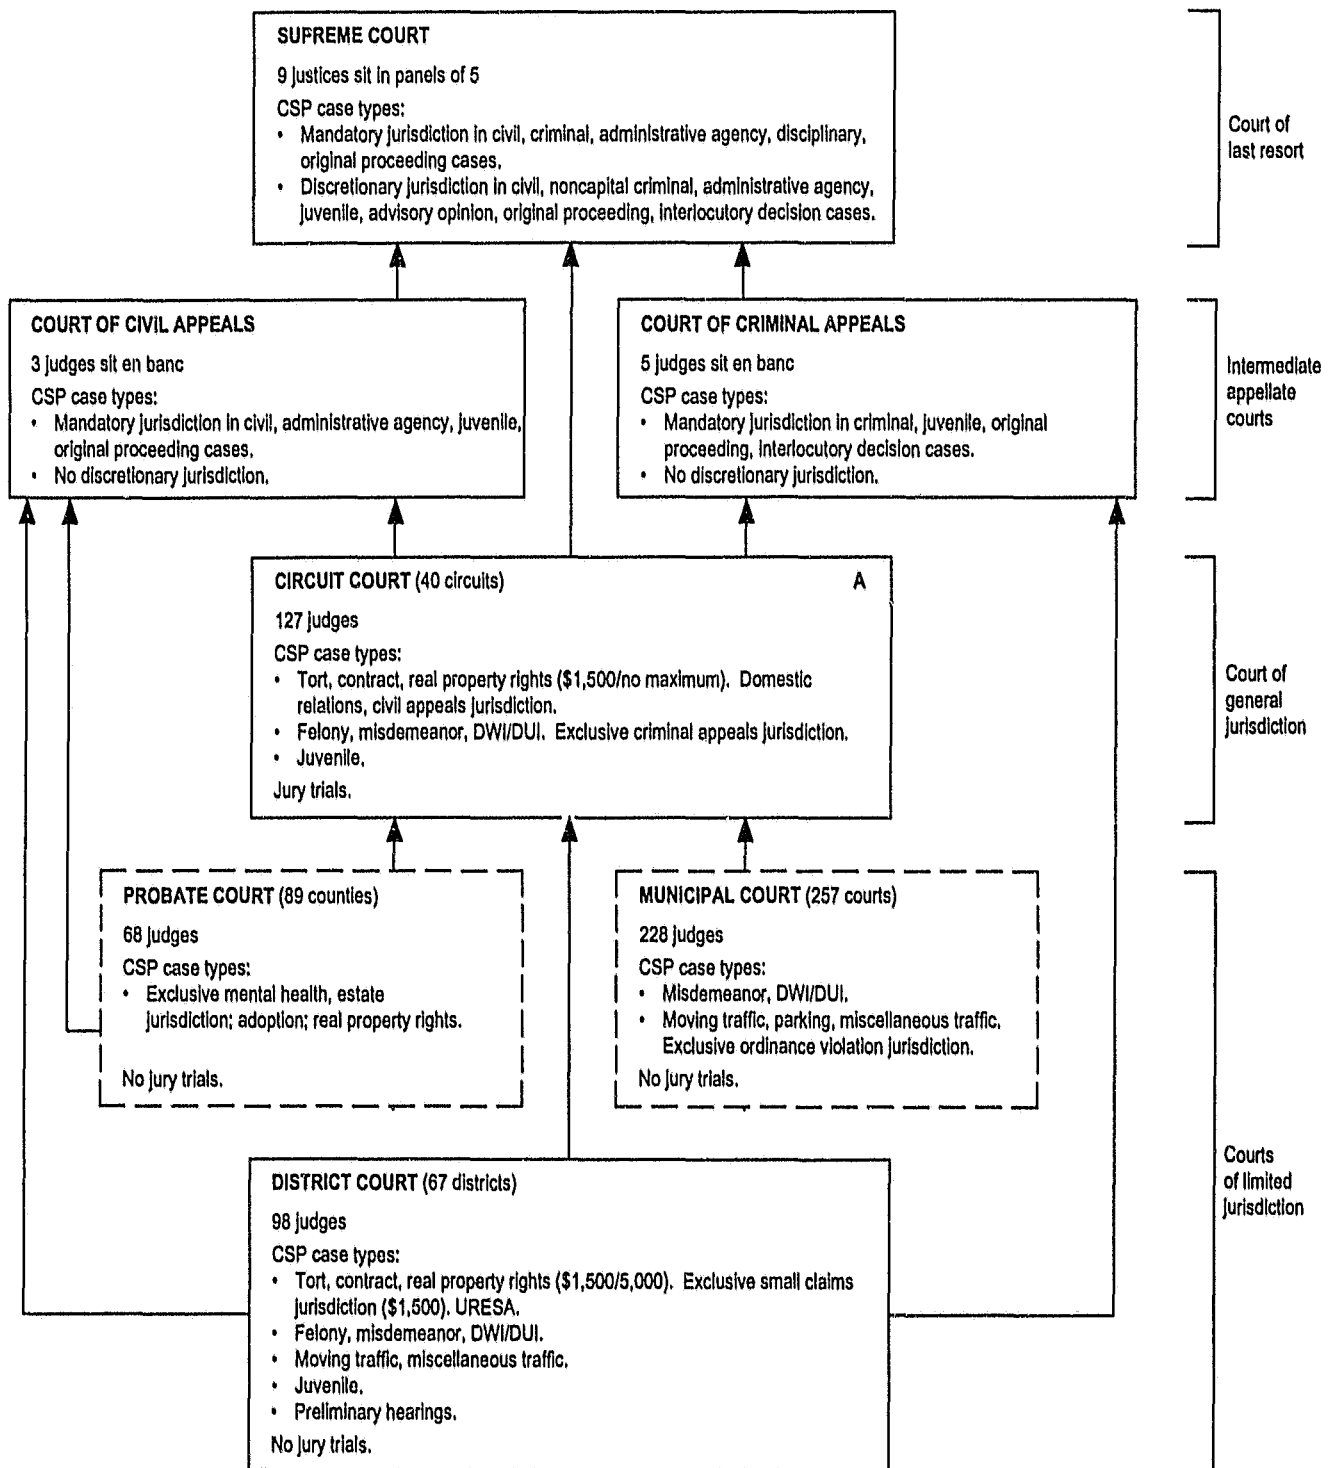 SUPREME COURT
9 justices sit in panels of 5
CSP case types:
• Mandatory jurisdiction in civil, criminal, administrative agency, disciplinary,
original proceeding cases.
• Discretionary jurisdiction in civil, noncapital criminal, administrative agency,
juvenile, advisory opinion, original proceeding, interlocutory decision cases.
Court of
last resort
COURT OF CIVIL APPEALS
3 judges sit en banc
CSP case types:
• Mandatory jurisdiction in civil, administrative agency, juvenile,
original proceeding cases.
• No discretionary jurisdiction.
COURT OF CRIMINAL APPEALS
5 judges sit en banc
CSP case types:
• Mandatory jurisdiction in criminal, juvenile, original
proceeding, interlocutory decision cases.
• No discretionary jurisdiction.
Intermediate
appellate
courts
CIRCUIT COURT (40 circuits) A
127 judges
CSP case types:
• Tort, contract, real property rights ($1,500/no maximum). Domestic
relations, civil appeals jurisdiction.
• Felony, misdemeanor, DWI/DUI. Exclusive criminal appeals jurisdiction.
• Juvenile.
Jury trials.
Court of
general
jurisdiction
PROBATE COURT (89 counties)
68 judges
CSP case types:
• Exclusive mental health, estate
jurisdiction; adoption; real property rights.
No jury trials.
MUNICIPAL COURT (257 courts)
228 judges
CSP case types:
• Misdemeanor, DWI/DUI.
• Moving traffic, parking, miscellaneous traffic.
Exclusive ordinance violation jurisdiction.
No jury trials.
DISTRICT COURT (67 districts)
98 judges
CSP case types:
• Tort, contract, real property rights ($1,500/5,000). Exclusive small claims
jurisdiction ($1,500). URESA.
• Felony, misdemeanor, DWI/DUI.
• Moving traffic, miscellaneous traffic.
• Juvenile.
• Preliminary hearings.
No jury trials.
Courts
of limited
jurisdiction